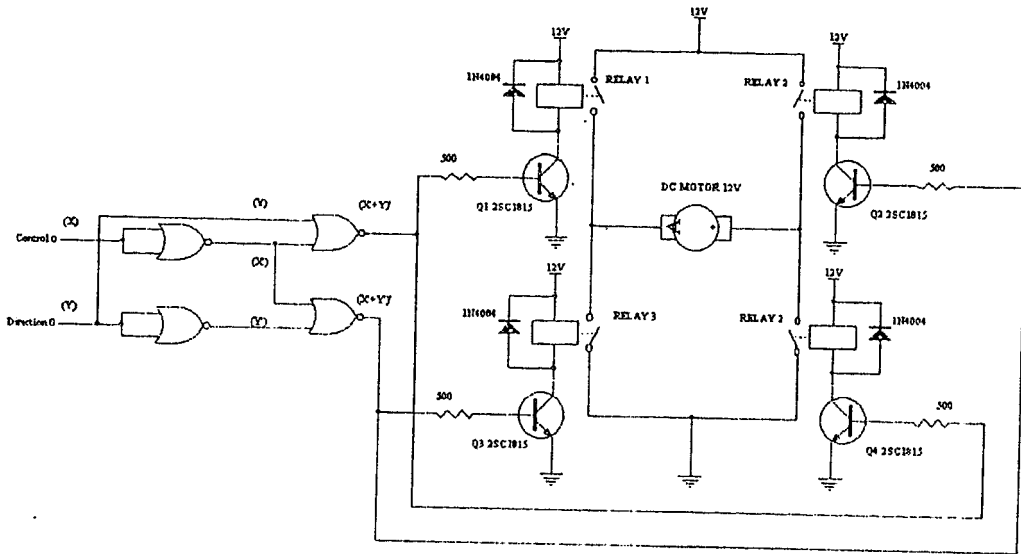 12V
12V
12V
1N4004
RELAY 1
RELAY 2
1N4004
500
500
DC MOTOR 12V
Q1 2SC1815
Q2 2SC1815
(Y)
(X+Y)'
(X)
Control 0
(X')
12V
12V
(Y)
(X+Y)'
1N4004
1N4004
Direction 0
(Y')
RELAY 3
RELAY 2
500
500
Q3 2SC1815
Q4 2SC1815